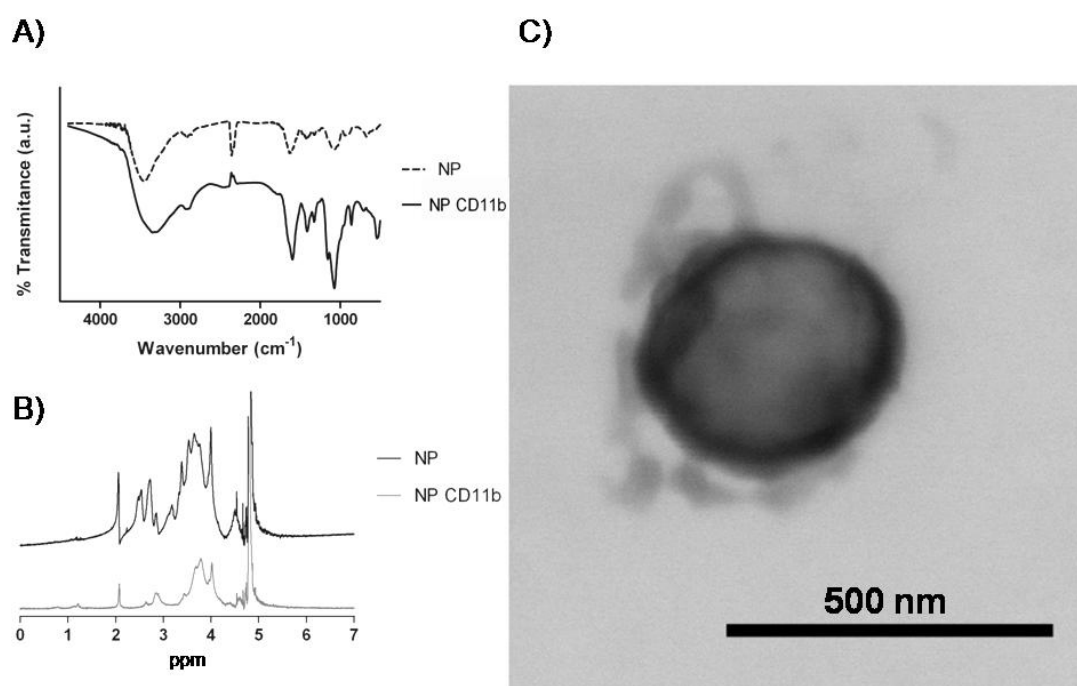 A)
% Transmitance (a.u.)
NP
NP CD11b
4000 3000 2000 1000
Wavenumber (cm-1)
B)
NP
NP CD11b
0 1 2 3 4 5 6 7
ppm
C)
500 nm